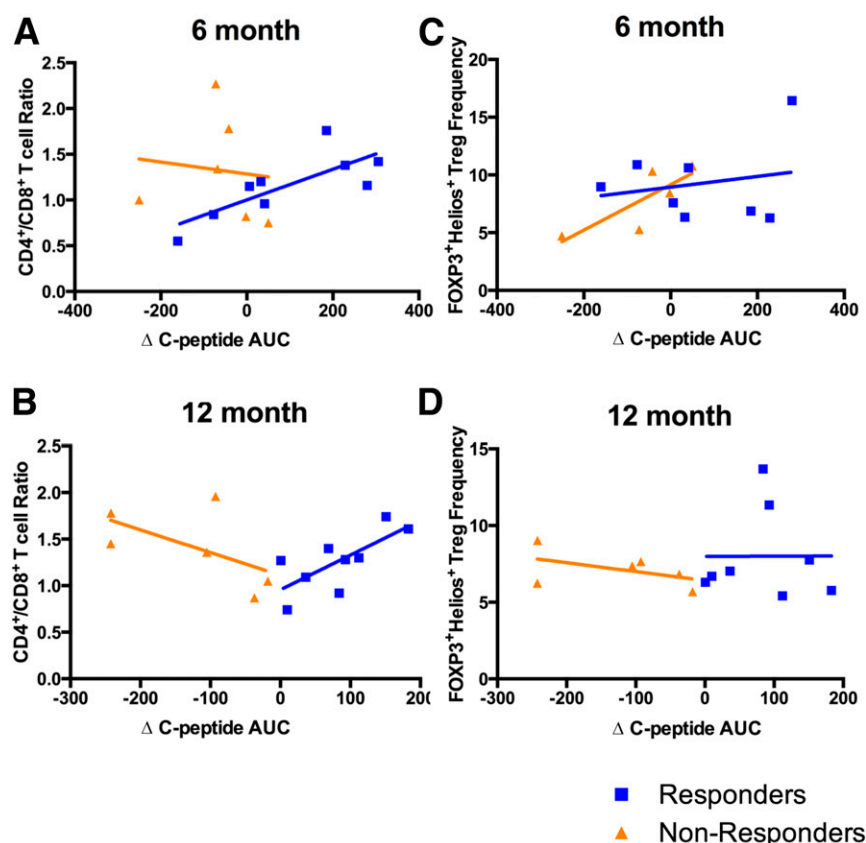 A
6 month
CD4⁺/CD8⁺ T cell Ratio
2.5
2.0
1.5
1.0
0.5
0.0
-400
-200
0
200
400
Δ C-peptide AUC
C
6 month
FOXP3⁺Helios⁺ Treg Frequency
20
15
10
5
0
-400
-200
0
200
400
Δ C-peptide AUC
B
12 month
CD4⁺/CD8⁺ T cell Ratio
2.5
2.0
1.5
1.0
0.5
0.0
-300
-200
-100
0
100
200
Δ C-peptide AUC
D
12 month
FOXP3⁺Helios⁺ Treg Frequency
15
10
5
0
-300
-200
-100
0
100
200
Δ C-peptide AUC
Responders
Non-Responders